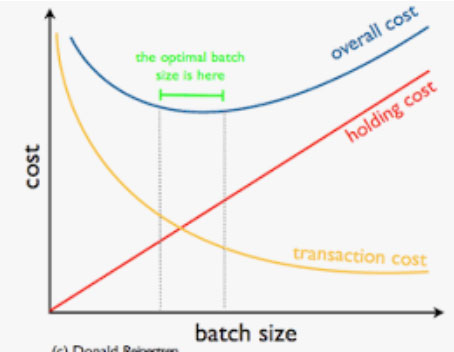 overall cost
the optimal batch
size is here
holding cost
cost
transaction cost
batch size
(c) Donald Reinertsen